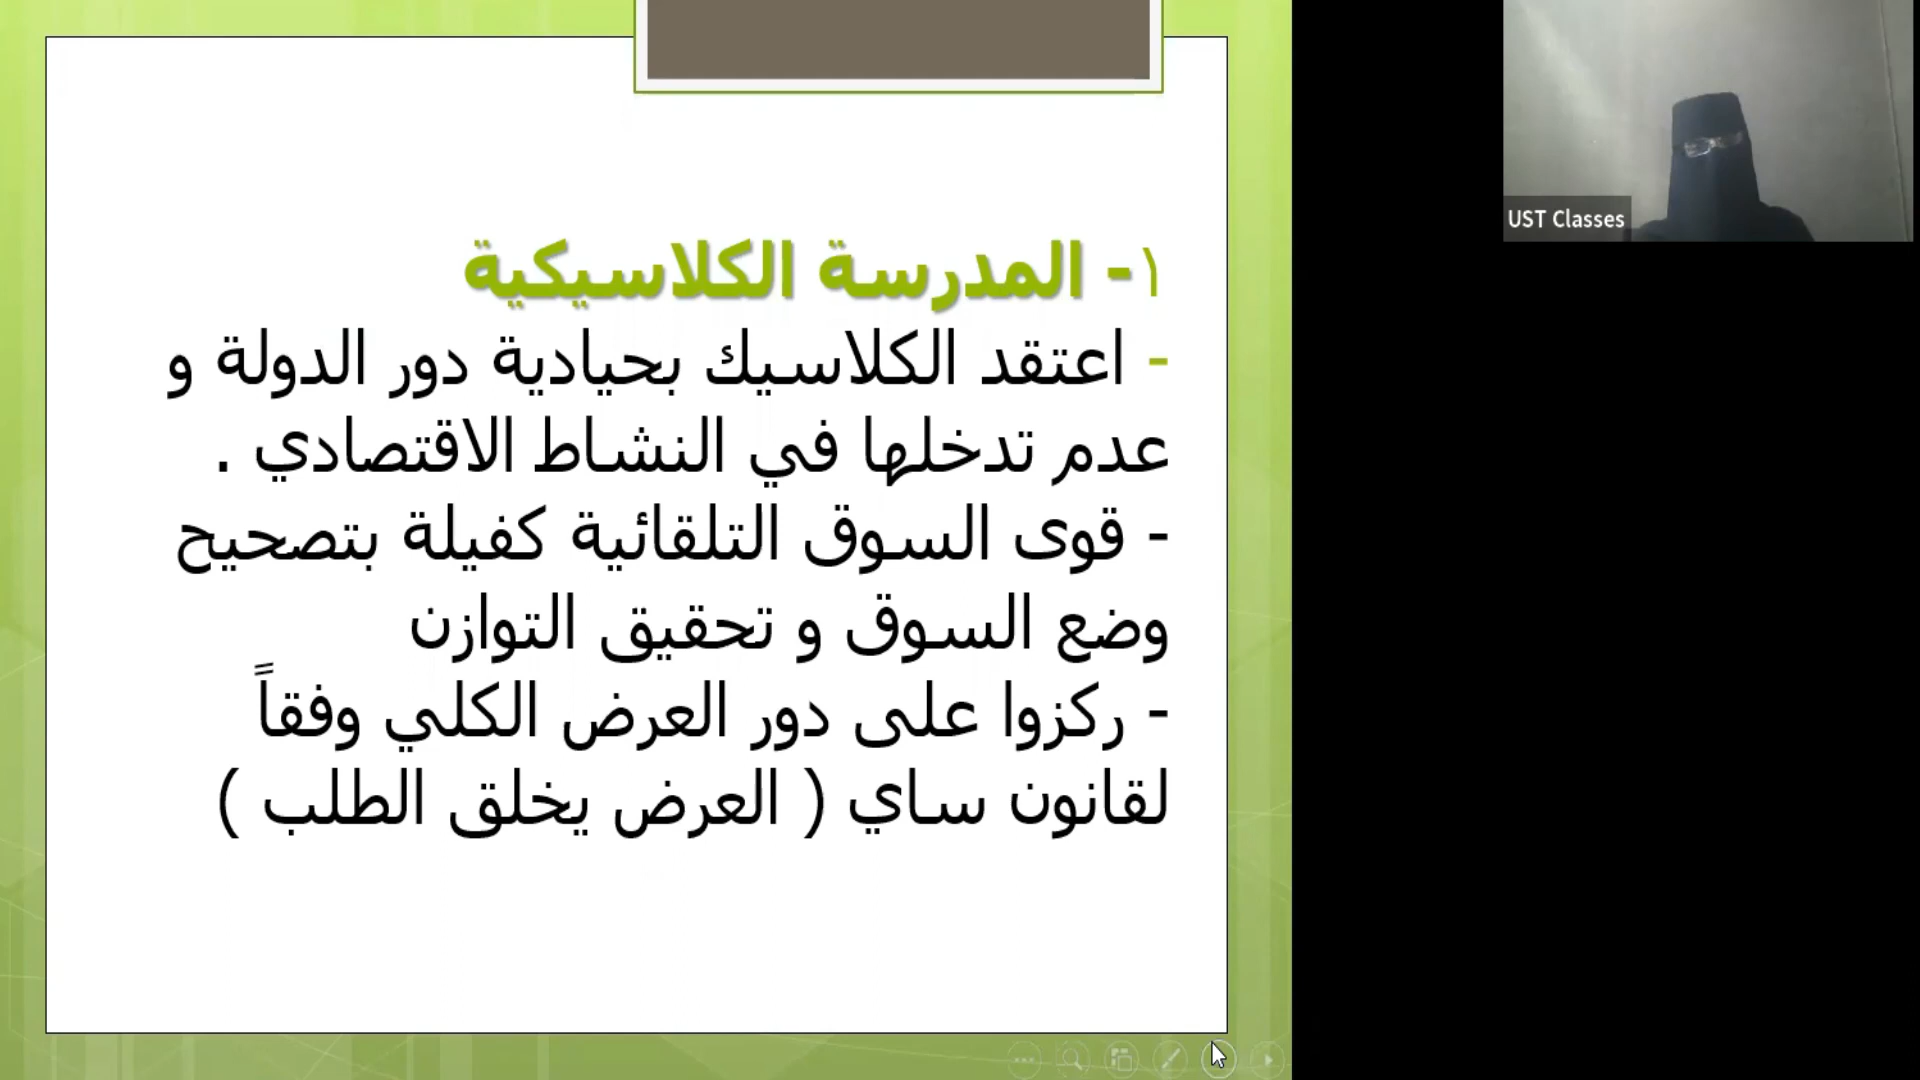 ١- المدرسة الكلاسيكية
- اعتقد الكلاسيك بحيادية دور الدولة و
عدم تدخلها في النشاط الاقتصادي .
- قوى السوق التلقائية كفيلة بتصحيح
وضع السوق و تحقيق التوازن
- ركزوا على دور العرض الكلي وفقاً
لقانون ساي ( العرض يخلق الطلب )
UST Classes